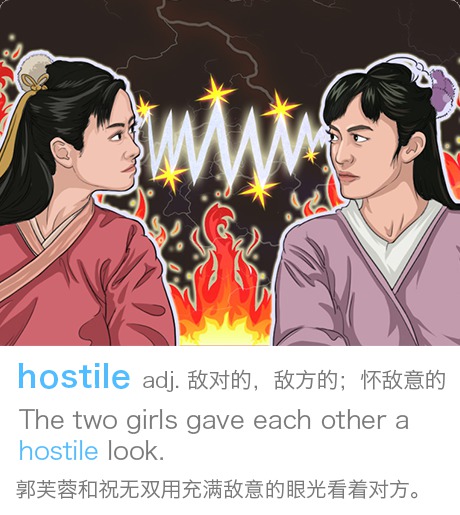 hostile adj. 敌对的，敌方的；怀敌意的
The two girls gave each other a
hostile look.
郭芙蓉和祝无双用充满敌意的眼光看着对方。